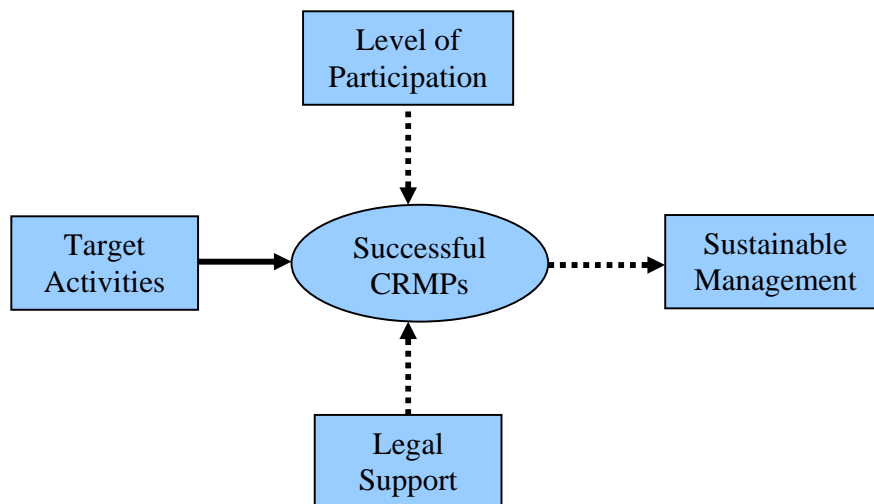 Level of
Participation
Target
Activities
Successful
CRMPs
Sustainable
Management
Legal
Support